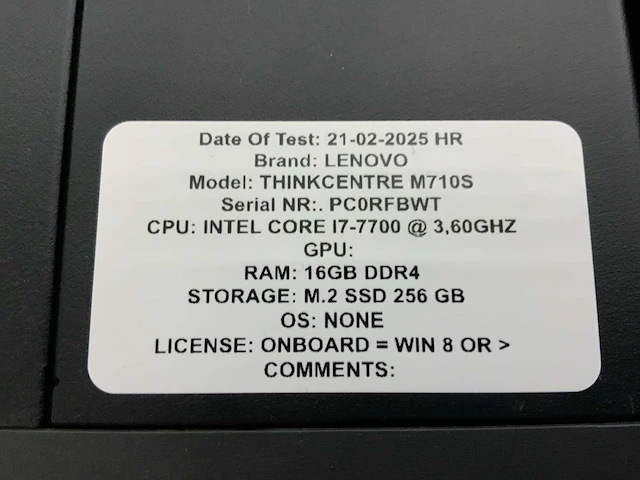 Date Of Test: 21-02-2025 HR
Brand: LENOVO
Model: THINKCENTRE M710S
Serial NR:. PC0RFBWT
CPU: INTEL CORE I7-7700 @ 3,60GHZ
GPU:
RAM: 16GB DDR4
STORAGE: M.2 SSD 256 GB
OS: NONE
LICENSE: ONBOARD = WIN 8 OR >
COMMENTS: